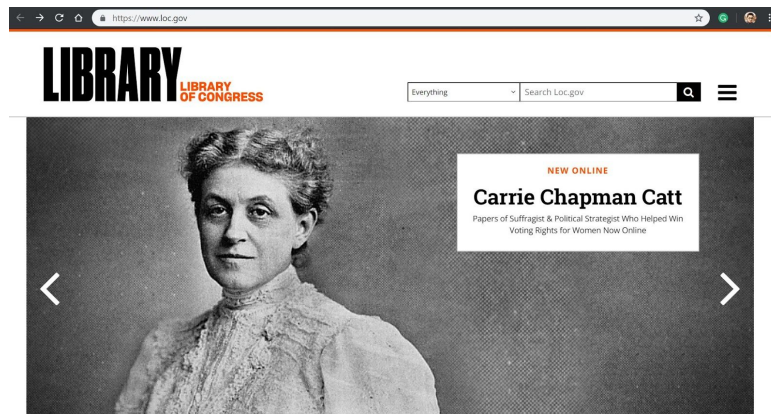 https://www.loc.gov
LIBRARY
LIBRARY
OF CONGRESS
Everything
Search Loc.gov
NEW ONLINE
Carrie Chapman Catt
Papers of Suffragist & Political Strategist Who Helped Win
Voting Rights for Women Now Online